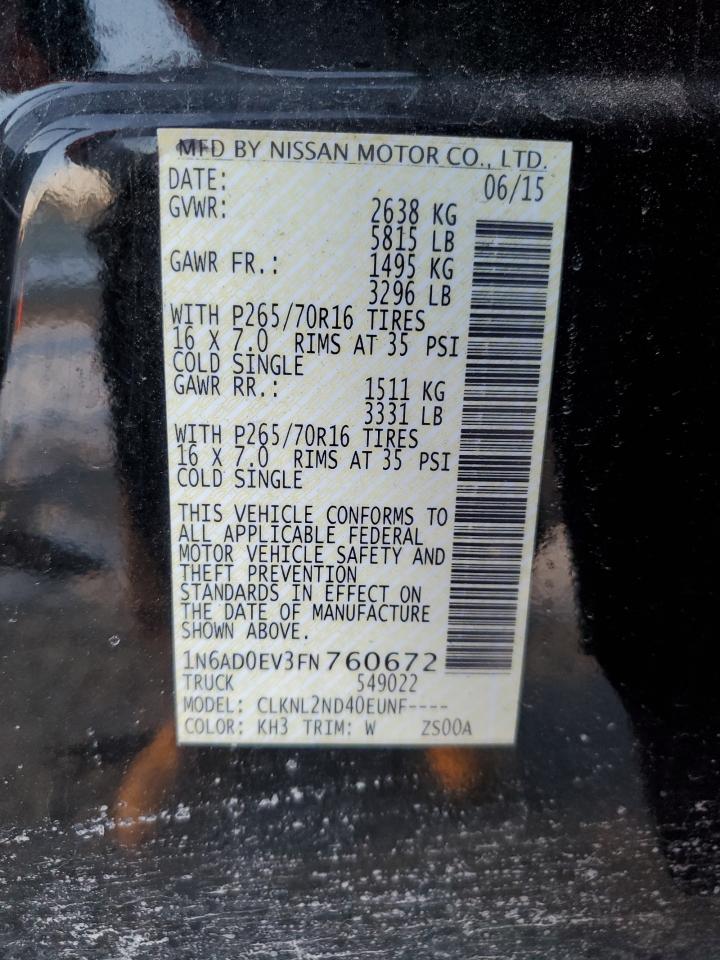 MFD BY NISSAN MOTOR CO., LTD.
DATE: 06/15
GVWR: 2638 KG
5815 LB
GAWR FR.: 1495 KG
3296 LB
WITH P265/70R16 TIRES
16 X 7.0 RIMS AT 35 PSI
COLD SINGLE
GAWR RR.: 1511 KG
3331 LB
WITH P265/70R16 TIRES
16 X 7.0 RIMS AT 35 PSI
COLD SINGLE
THIS VEHICLE CONFORMS TO
ALL APPLICABLE FEDERAL
MOTOR VEHICLE SAFETY AND
THEFT PREVENTION
STANDARDS IN EFFECT ON
THE DATE OF MANUFACTURE
SHOWN ABOVE.
1N6AD0EV3FN760672
TRUCK 549022
MODEL: CLKNL2ND40EUNF----
COLOR: KH3 TRIM: W ZS00A